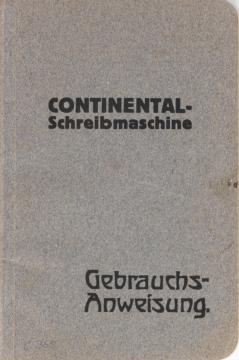 CONTINENTAL-
Schreibmaschine
Gebrauchs-
Anweisung.